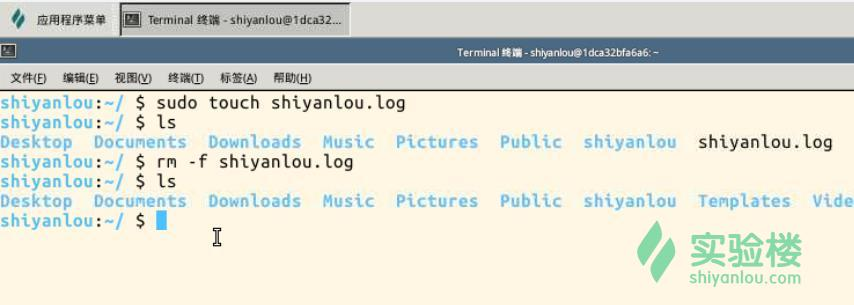 应用程序菜单 Terminal 终端 - shiyanlou@1dca32...
Terminal 终端 - shiyanlou@1dca32bfa6a6: ~
文件(F) 编辑(E) 视图(V) 终端(T) 标签(A) 帮助(H)
shiyanlou:~/ $ sudo touch shiyanlou.log
shiyanlou:~/ $ ls
Desktop Documents Downloads Music Pictures Public shiyanlou shiyanlou.log
shiyanlou:~/ $ rm -f shiyanlou.log
shiyanlou:~/ $ ls
Desktop Documents Downloads Music Pictures Public shiyanlou Templates Vide
shiyanlou:~/ $
实验楼
shiyanlou.com